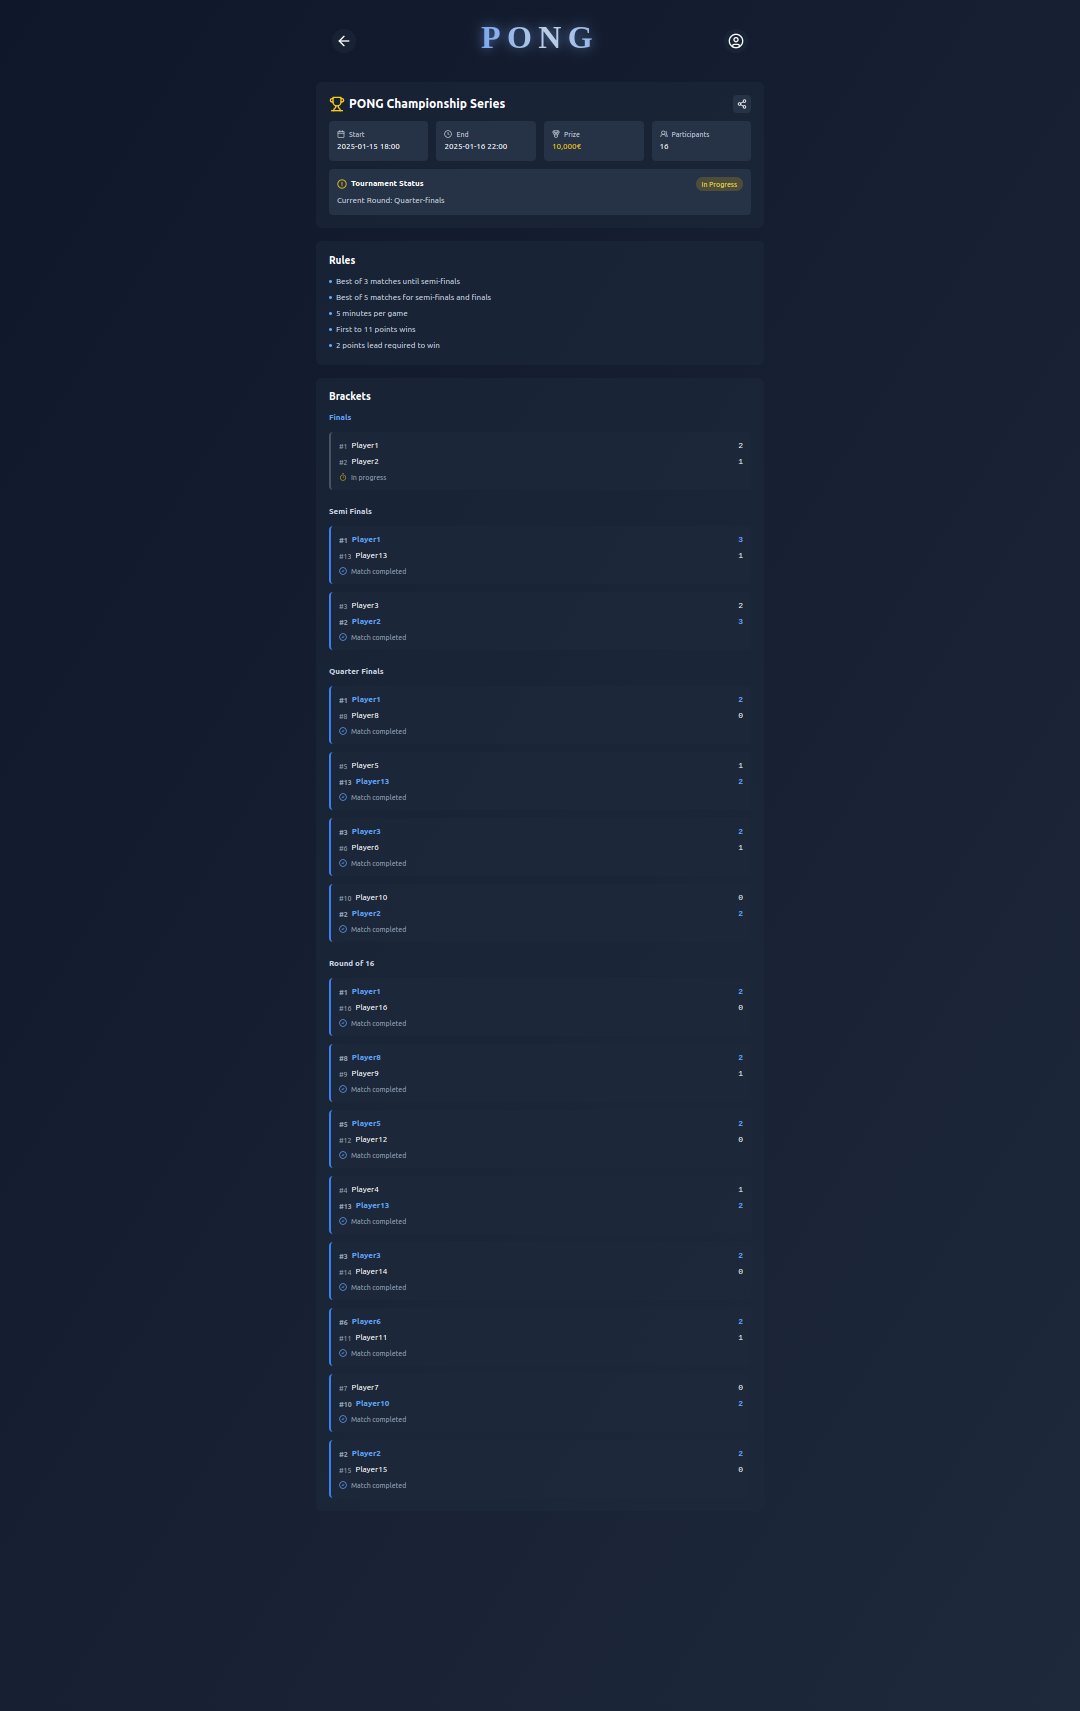 PONG
PONG Championship Series
Start
2025-01-15 18:00
End
2025-01-16 22:00
Prize
10,000€
Participants
16
Tournament Status
In Progress
Current Round: Quarter-finals
Rules
Best of 3 matches until semi-finals
Best of 5 matches for semi-finals and finals
5 minutes per game
First to 11 points wins
2 points lead required to win
Brackets
Finals
#1 Player1 2
#2 Player2 1
In progress
Semi Finals
#1 Player1 3
#13 Player13 1
Match completed
#3 Player3 2
#2 Player2 3
Match completed
Quarter Finals
#1 Player1 2
#8 Player8 0
Match completed
#5 Player5 1
#13 Player13 2
Match completed
#3 Player3 2
#6 Player6 1
Match completed
#10 Player10 0
#2 Player2 2
Match completed
Round of 16
#1 Player1 2
#16 Player16 0
Match completed
#8 Player8 2
#9 Player9 1
Match completed
#5 Player5 2
#12 Player12 0
Match completed
#4 Player4 1
#13 Player13 2
Match completed
#3 Player3 2
#14 Player14 0
Match completed
#6 Player6 2
#11 Player11 1
Match completed
#7 Player7 0
#10 Player10 2
Match completed
#2 Player2 2
#15 Player15 0
Match completed